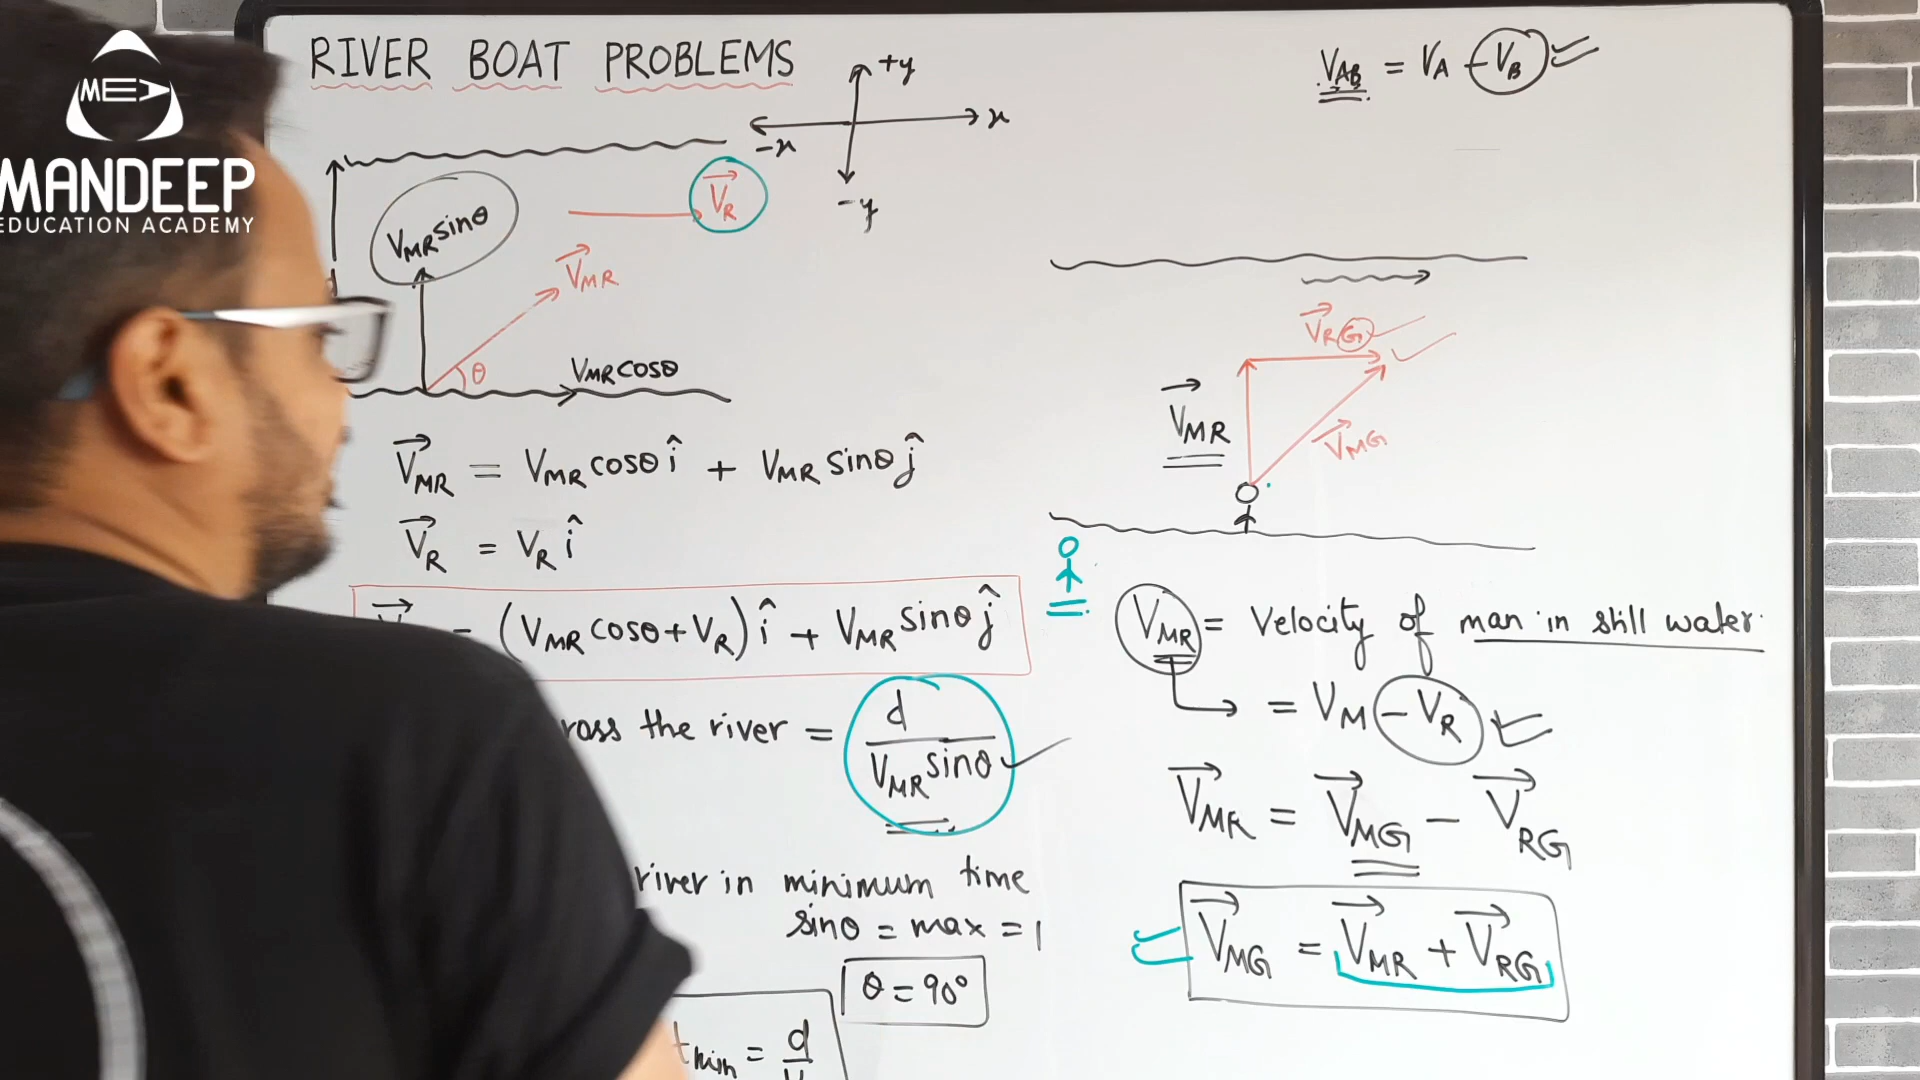 MEA
MANDEEP
EDUCATION ACADEMY
RIVER BOAT PROBLEMS
+y
x
-x
-y
V_AB = V_A - V_B
V_R
V_MR sinθ
V_MR
θ
V_MR cosθ
V_MR = V_MR cosθ î + V_MR sinθ ĵ
V_R = V_R î
= (V_MR cosθ + V_R) î + V_MR sinθ ĵ
the river = d / V_MR sinθ
river in minimum time
sinθ = max = 1
θ = 90°
t_min = d
V_RG
V_MR
V_MG
V_MR = Velocity of man in still water
= V_M - V_R
V_MR = V_MG - V_RG
V_MG = V_MR + V_RG